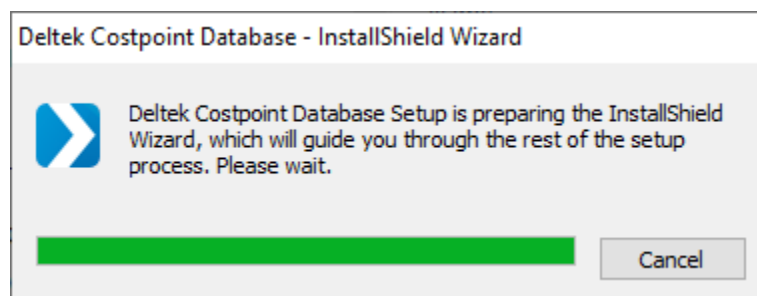 Deltek Costpoint Database - InstallShield Wizard
Deltek Costpoint Database Setup is preparing the InstallShield
Wizard, which will guide you through the rest of the setup
process. Please wait.
Cancel